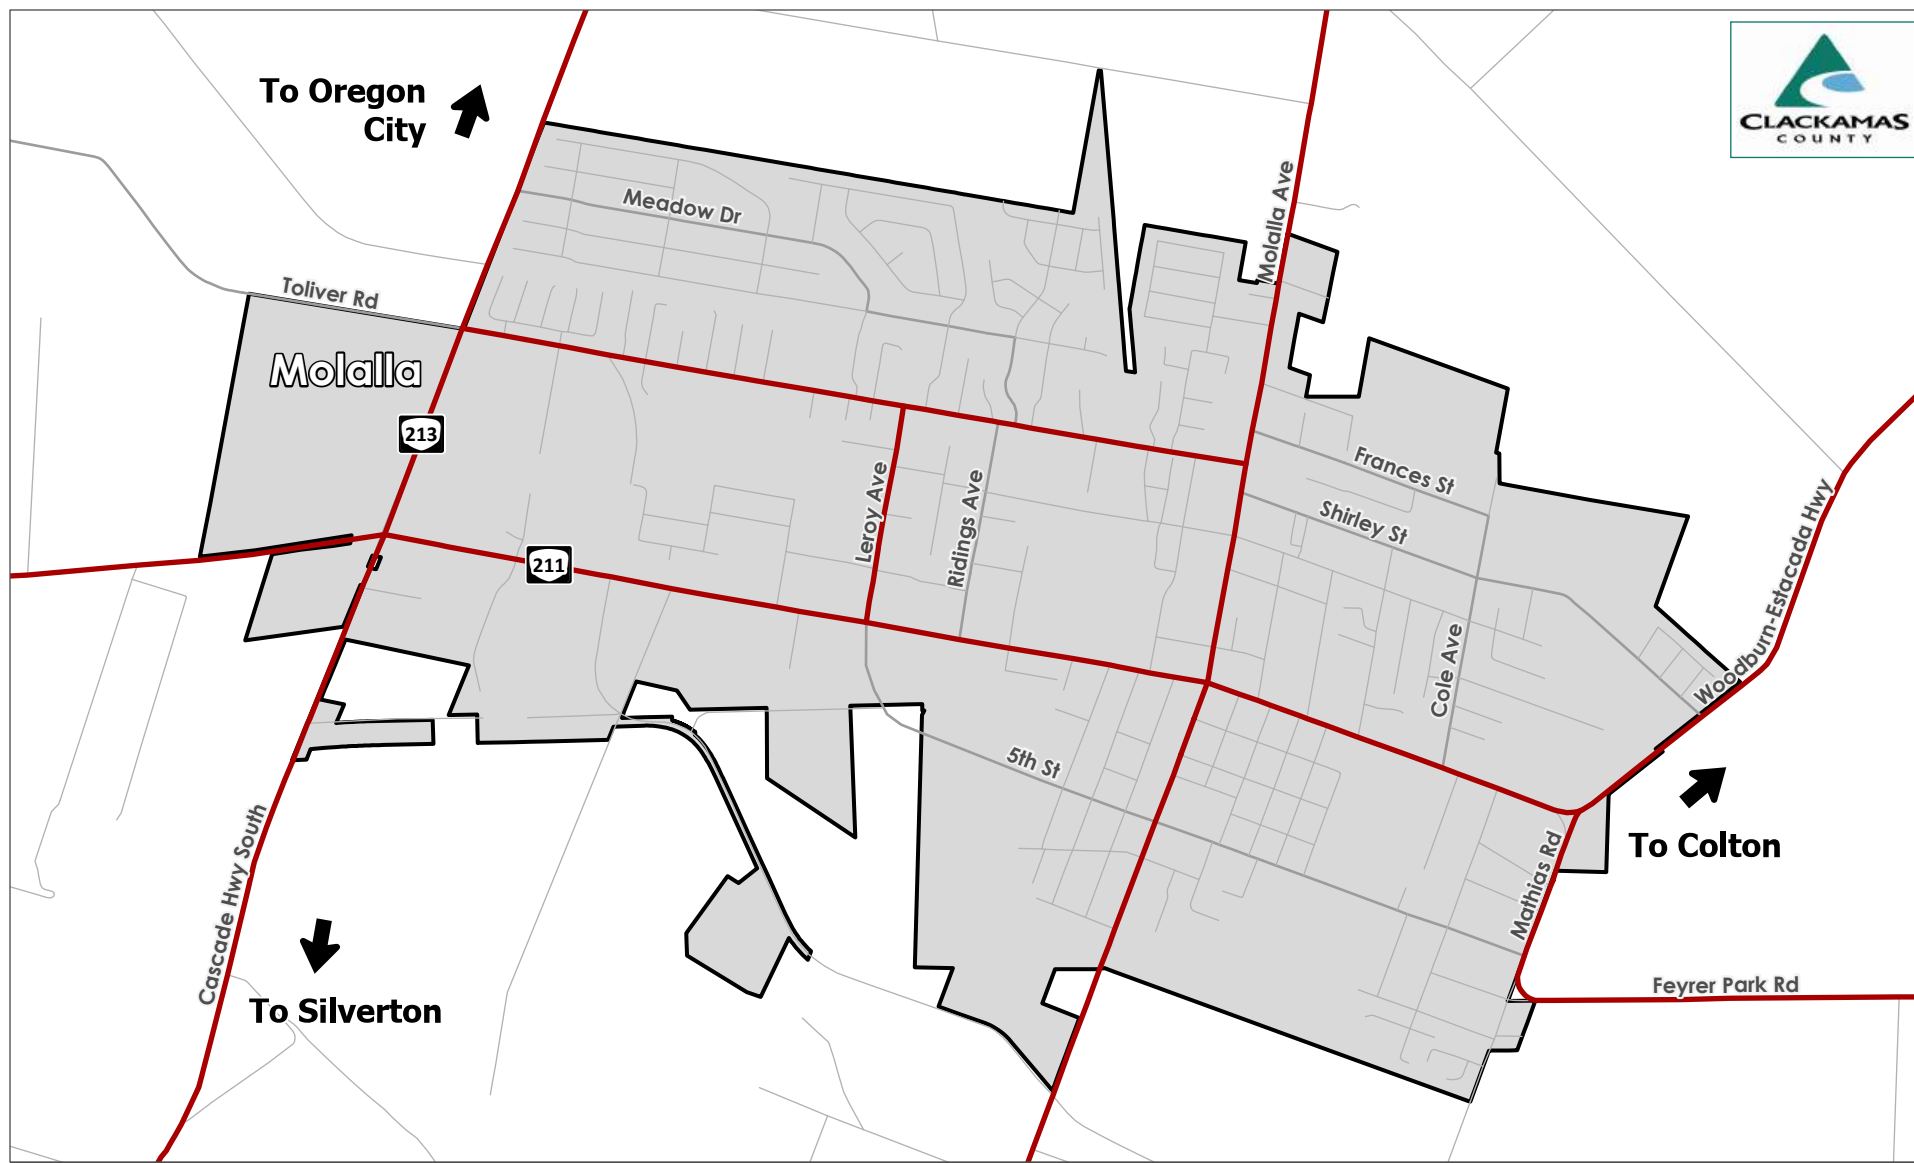 To Oregon
City
CLACKAMAS
COUNTY
Meadow Dr
Molalla Ave
Toliver Rd
Molalla
213
Frances St
Leroy Ave
Ridings Ave
Shirley St
Woodburn-Estacada Hwy
211
Cole Ave
5th St
Cascade Hwy South
To Colton
Mathias Rd
Feyrer Park Rd
To Silverton